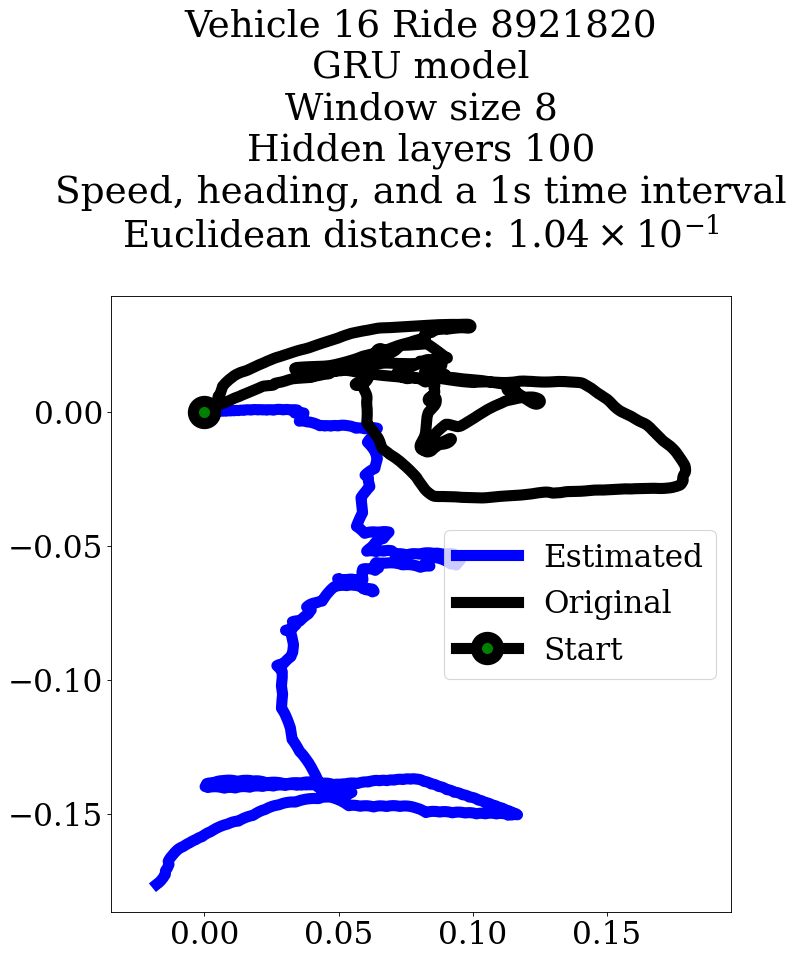 Vehicle 16 Ride 8921820
GRU model
Window size 8
Hidden layers 100
Speed, heading, and a 1s time interval
Euclidean distance: 1.04 × 10⁻¹
0.00
−0.05
−0.10
−0.15
Estimated
Original
Start
0.00 0.05 0.10 0.15